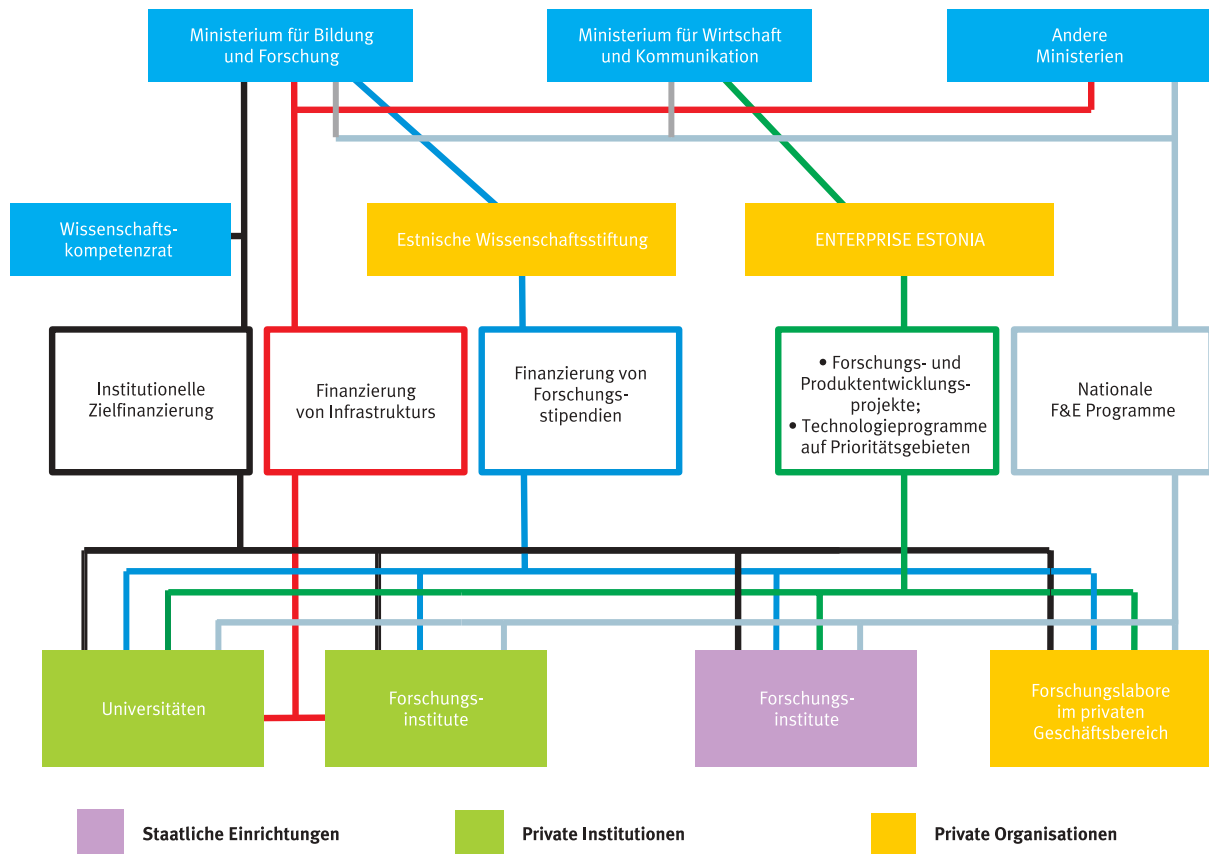 Ministerium für Bildung
und Forschung
Ministerium für Wirtschaft
und Kommunikation
Andere
Ministerien
Wissenschafts-
kompetenzrat
Estnische Wissenschaftsstiftung
ENTERPRISE ESTONIA
Institutionelle
Zielfinanzierung
Finanzierung
von Infrastrukturs
Finanzierung von
Forschungs-
stipendien
• Forschungs- und
Produktentwicklungs-
projekte;
• Technologieprogramme
auf Prioritätsgebieten
Nationale
F&E Programme
Universitäten
Forschungs-
institute
Forschungs-
institute
Forschungslabore
im privaten
Geschäftsbereich
Staatliche Einrichtungen
Private Institutionen
Private Organisationen